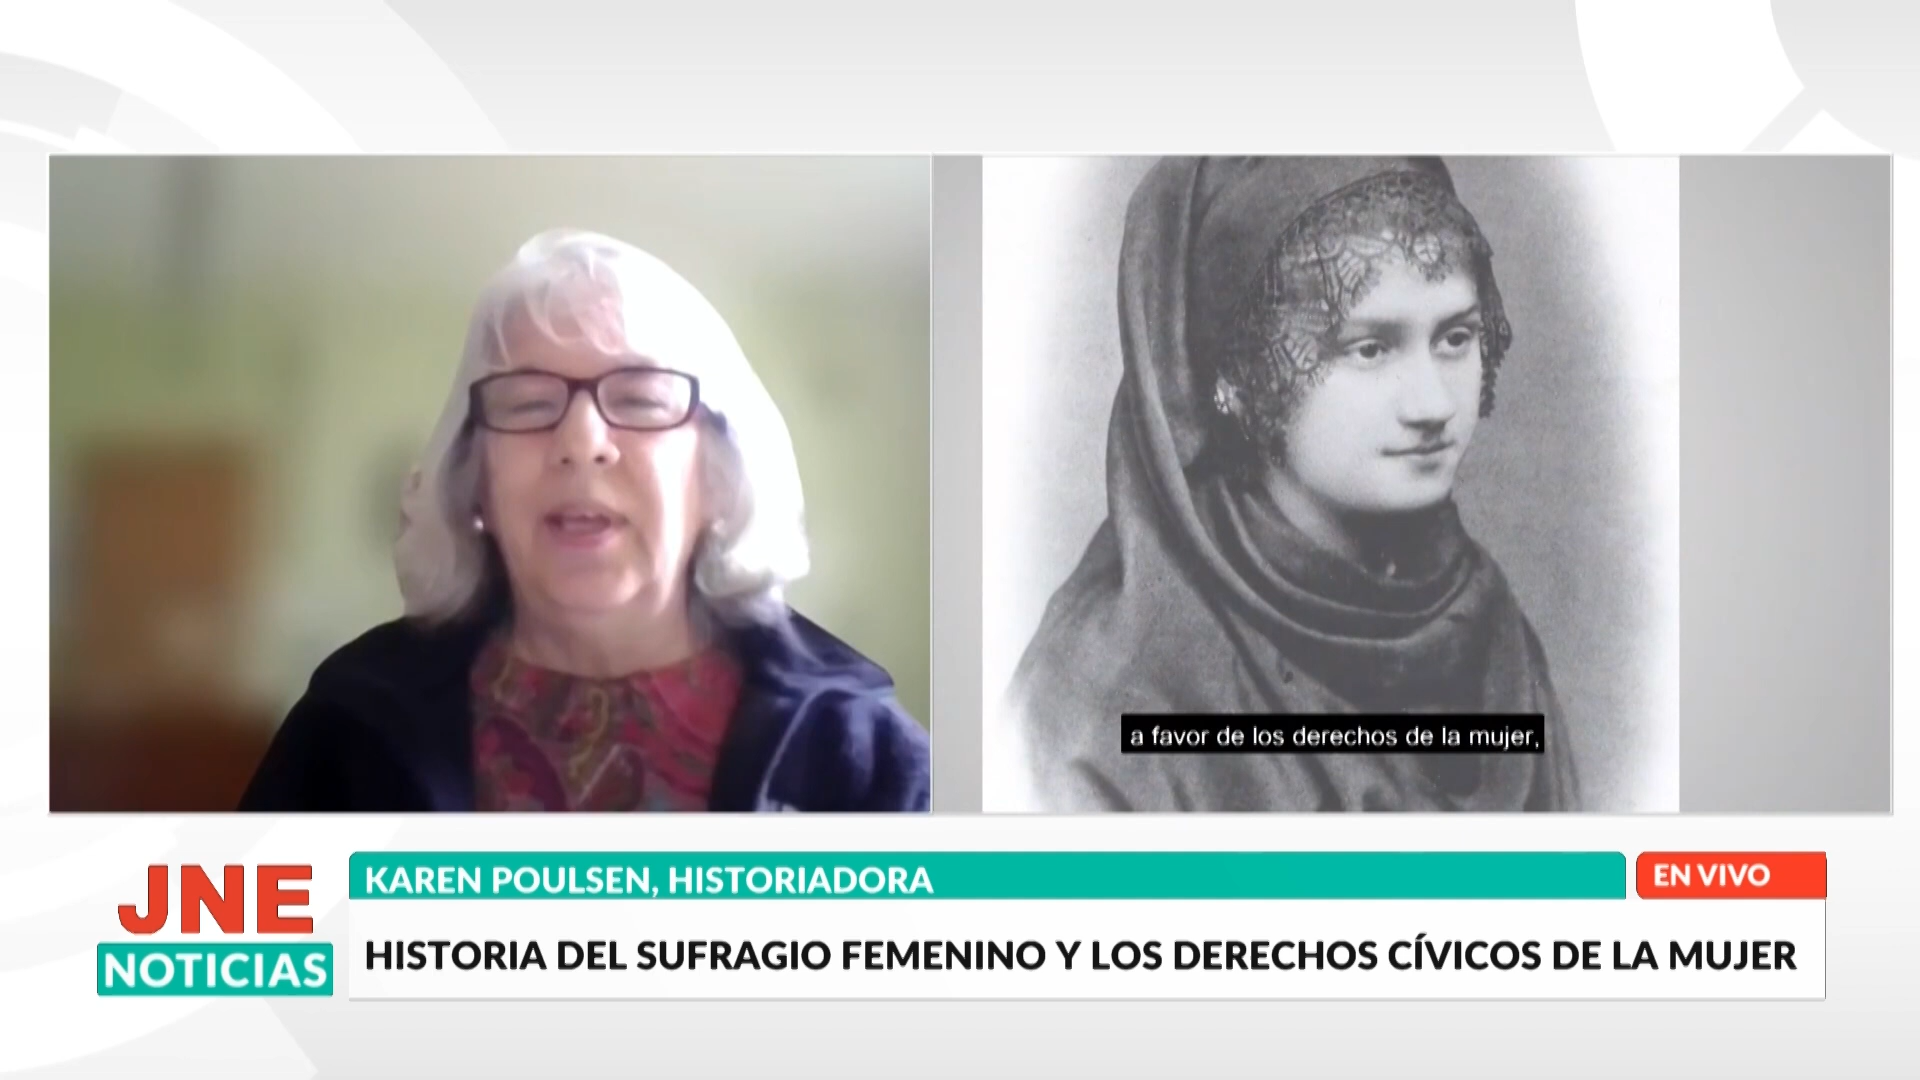 a favor de los derechos de la mujer,
JNE
NOTICIAS
KAREN POULSEN, HISTORIADORA
EN VIVO
HISTORIA DEL SUFRAGIO FEMENINO Y LOS DERECHOS CÍVICOS DE LA MUJER